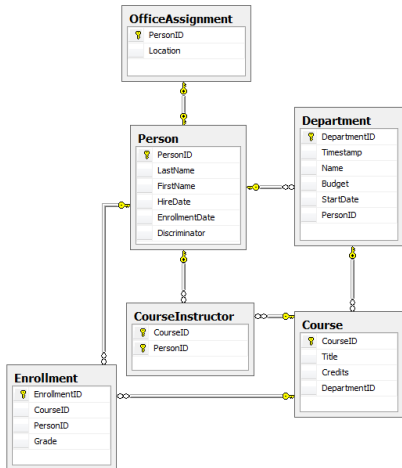 OfficeAssignment
PersonID
Location
Person
PersonID
LastName
FirstName
HireDate
EnrollmentDate
Discriminator
Department
DepartmentID
Timestamp
Name
Budget
StartDate
PersonID
CourseInstructor
CourseID
PersonID
Course
CourseID
Title
Credits
DepartmentID
Enrollment
EnrollmentID
CourseID
PersonID
Grade